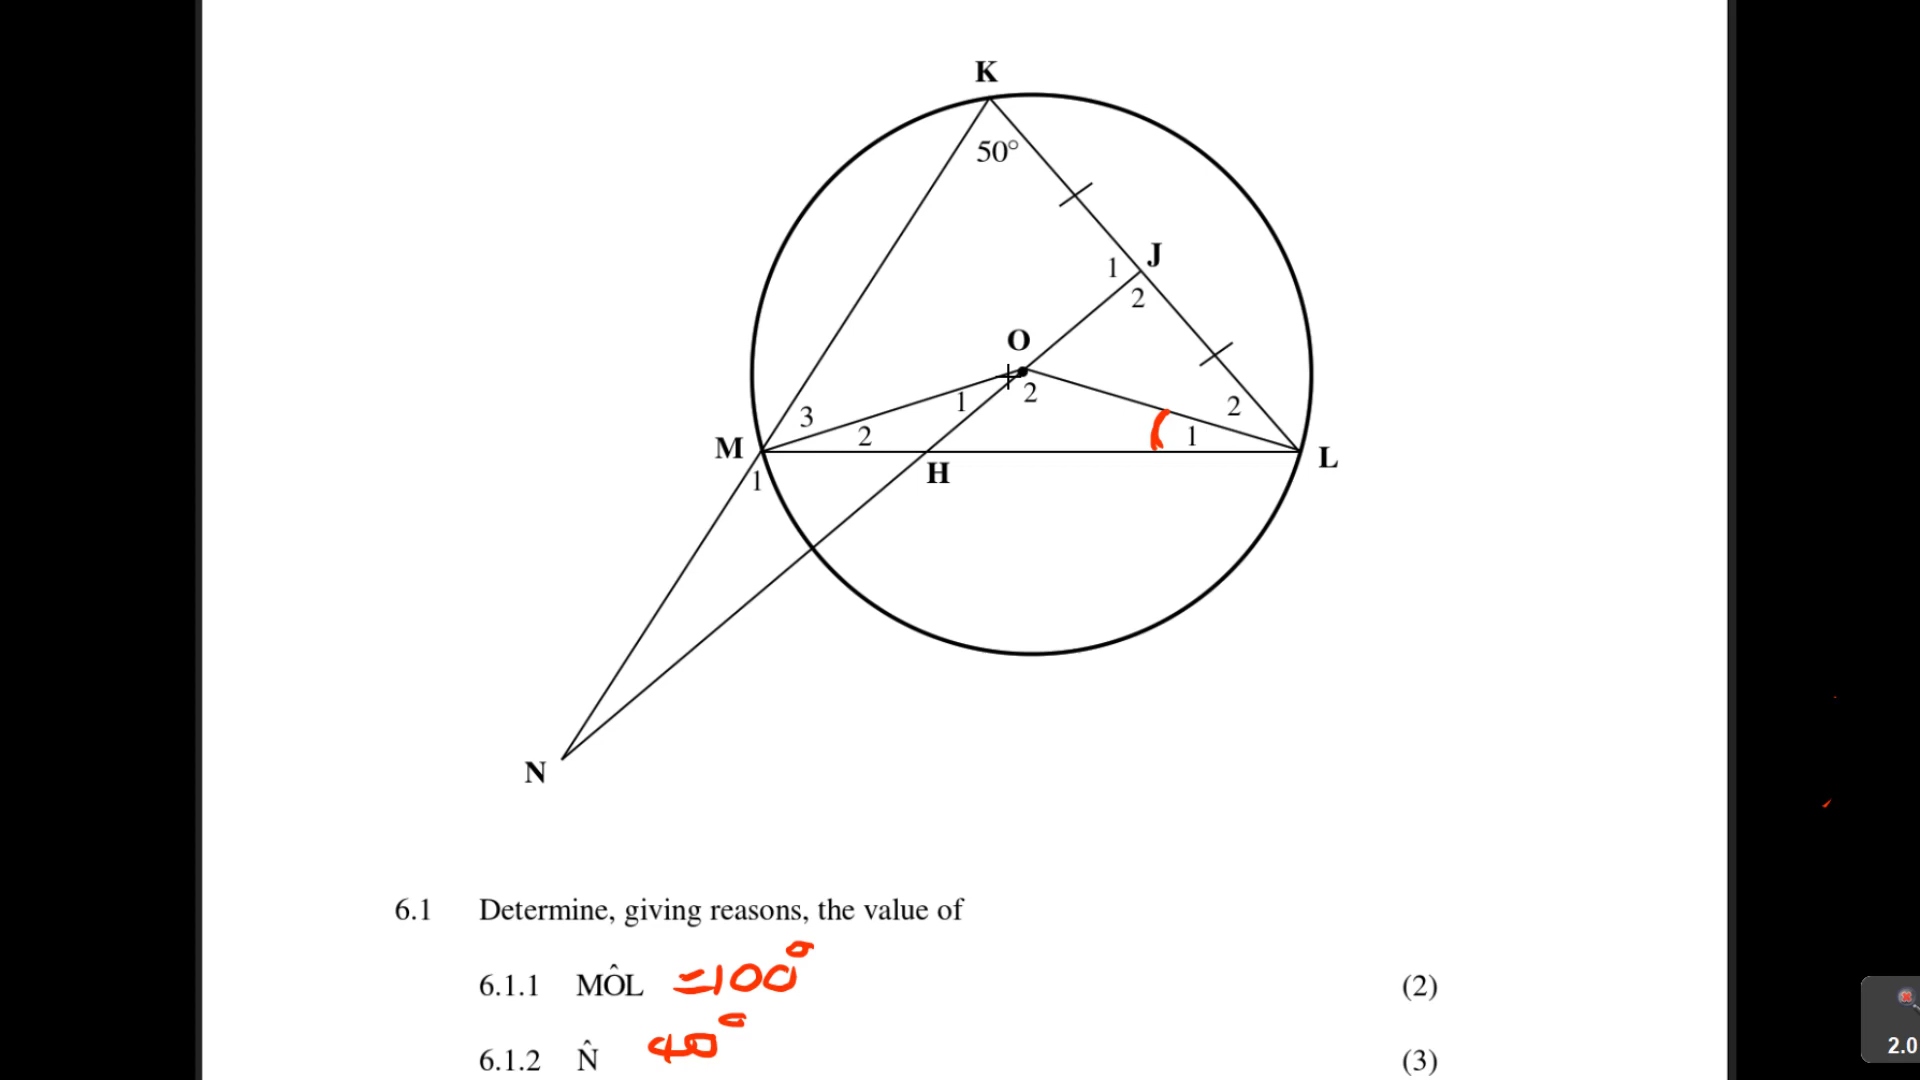 K
50°
J
1
2
O
2
1
3
2
2
1
M
H
L
1
N
6.1 Determine, giving reasons, the value of
6.1.1 MÔL =100° (2)
6.1.2 N̂ 40° (3)
2.0